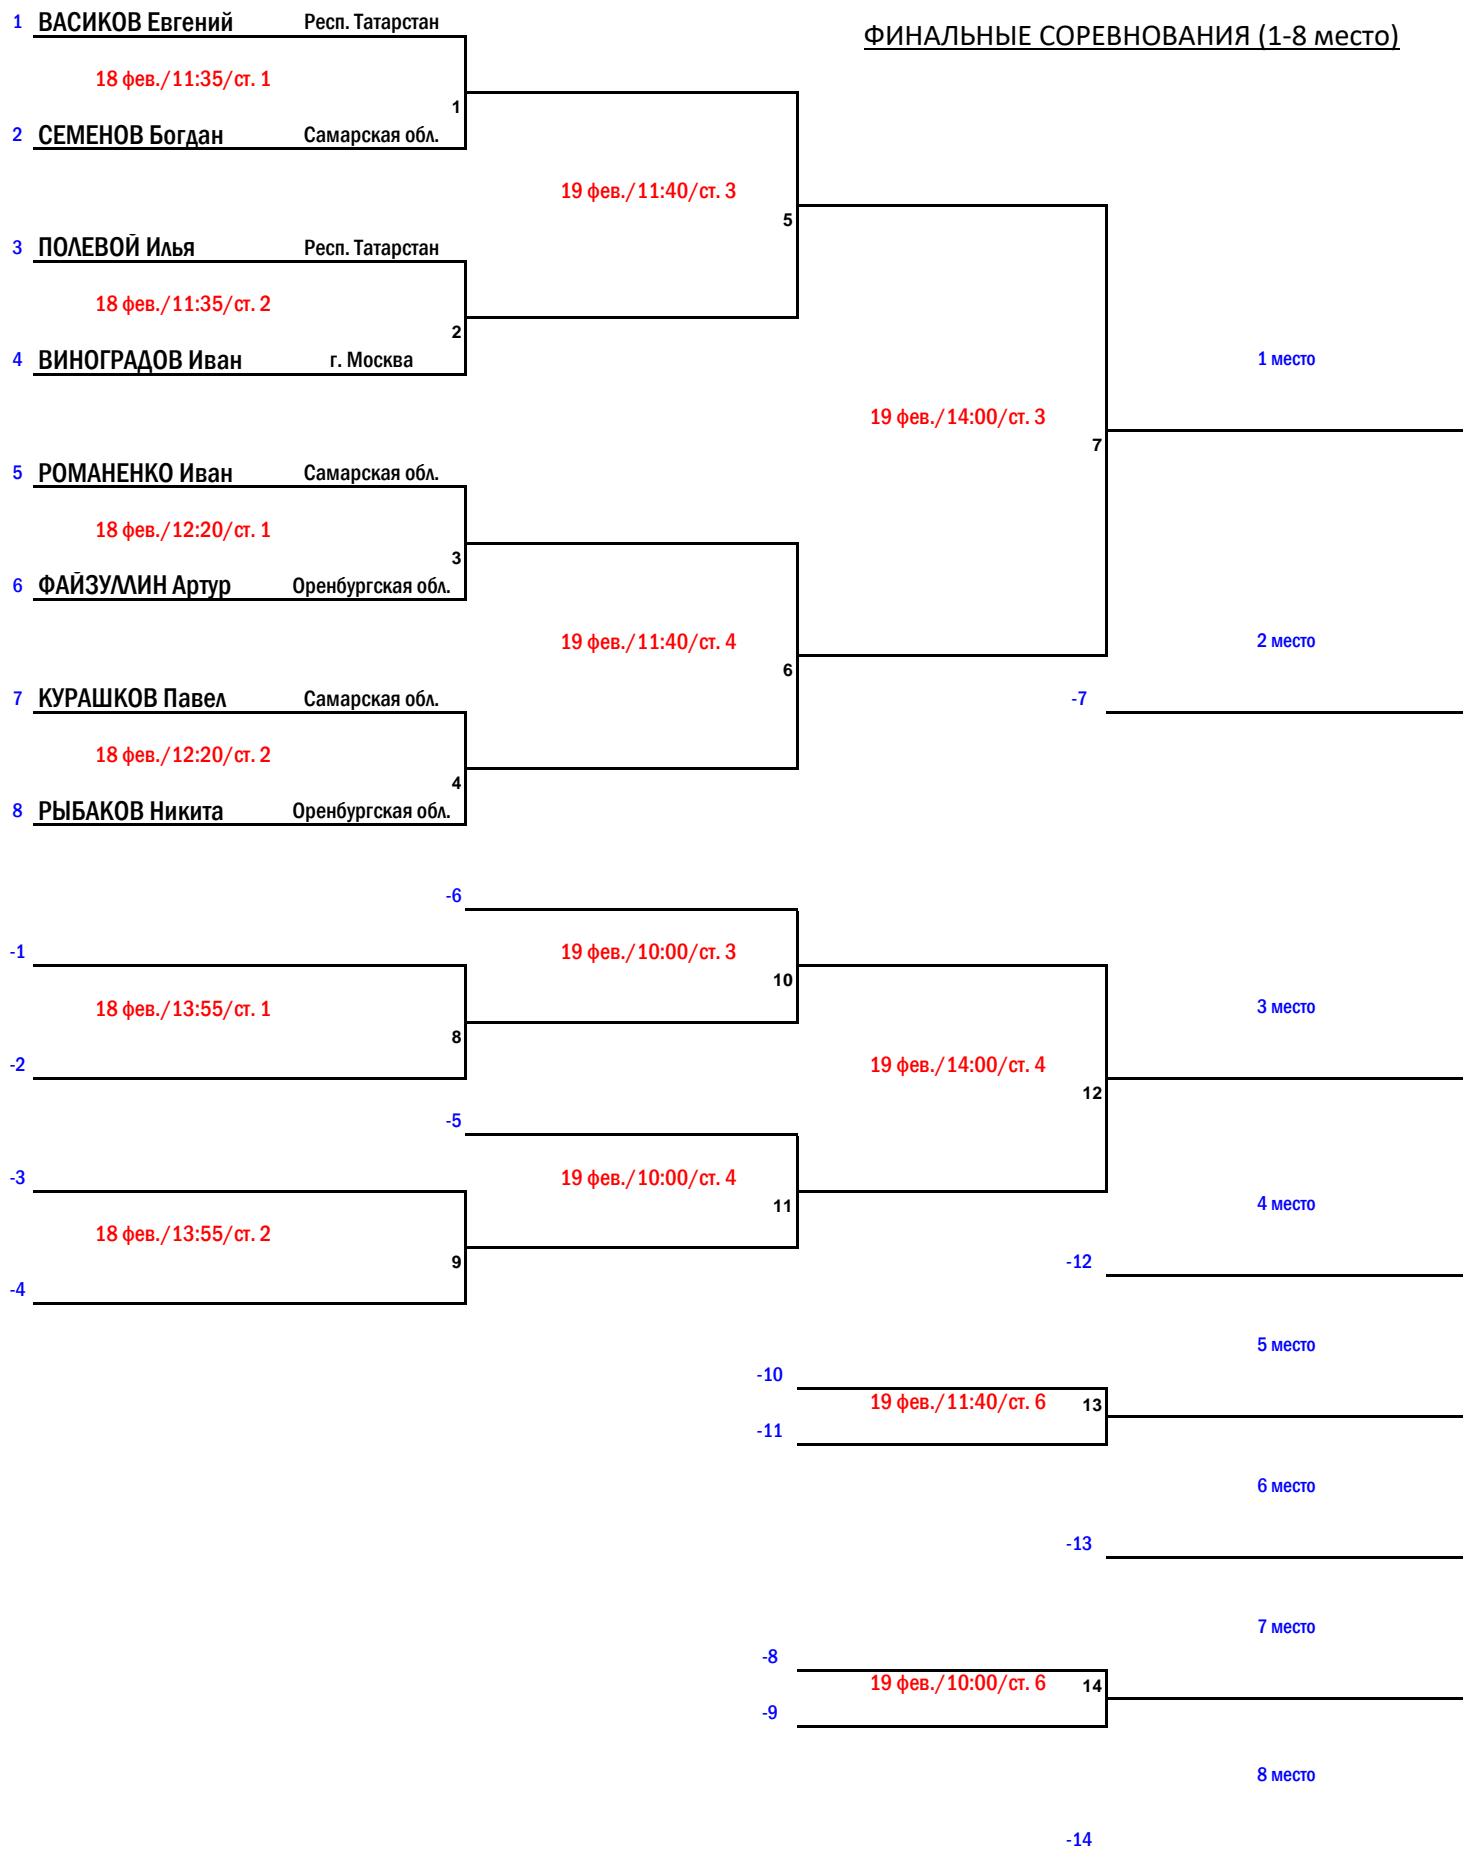 1 ВАСИКОВ Евгений Респ. Татарстан
ФИНАЛЬНЫЕ СОРЕВНОВАНИЯ (1-8 место)
18 фев./11:35/ст. 1
1
2 СЕМЕНОВ Богдан Самарская обл.
19 фев./11:40/ст. 3
5
3 ПОЛЕВОЙ Илья Респ. Татарстан
18 фев./11:35/ст. 2
2
4 ВИНОГРАДОВ Иван г. Москва
1 место
19 фев./14:00/ст. 3
7
5 РОМАНЕНКО Иван Самарская обл.
18 фев./12:20/ст. 1
3
6 ФАЙЗУЛЛИН Артур Оренбургская обл.
19 фев./11:40/ст. 4
2 место
6
7 КУРАШКОВ Павел Самарская обл.
-7
18 фев./12:20/ст. 2
4
8 РЫБАКОВ Никита Оренбургская обл.
-6
-1
19 фев./10:00/ст. 3
10
18 фев./13:55/ст. 1
3 место
8
-2
19 фев./14:00/ст. 4
12
-5
-3
19 фев./10:00/ст. 4
11
4 место
18 фев./13:55/ст. 2
9
-12
-4
5 место
-10
19 фев./11:40/ст. 6 13
-11
6 место
-13
7 место
-8
19 фев./10:00/ст. 6 14
-9
8 место
-14